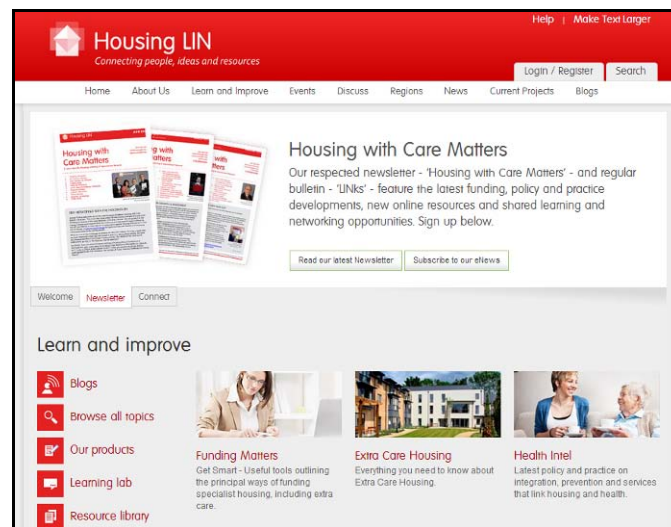 Help | Make Text Larger
Housing LIN
Connecting people, ideas and resources
Login / Register
Search
Home About Us Learn and Improve Events Discuss Regions News Current Projects Blogs
Housing LIN
Housing with
Care Matters
Housing with Care Matters
Our respected newsletter - 'Housing with Care Matters' - and regular
bulletin - 'LINks' - feature the latest funding, policy and practice
developments, new online resources and shared learning and
networking opportunities. Sign up below.
Read our latest Newsletter
Subscribe to our eNews
Welcome Newsletter Connect
Learn and improve
Blogs
Browse all topics
Our products
Learning lab
Resource library
Funding Matters
Get Smart - Useful tools outlining
the principal ways of funding
specialist housing, including extra
care.
Extra Care Housing
Everything you need to know about
Extra Care Housing.
Health Intel
Latest policy and practice on
integration, prevention and services
that link housing and health.